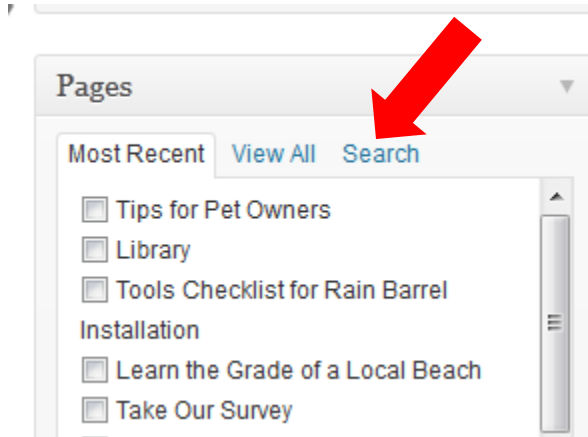 Pages
Most Recent View All Search
Tips for Pet Owners
Library
Tools Checklist for Rain Barrel
Installation
Learn the Grade of a Local Beach
Take Our Survey